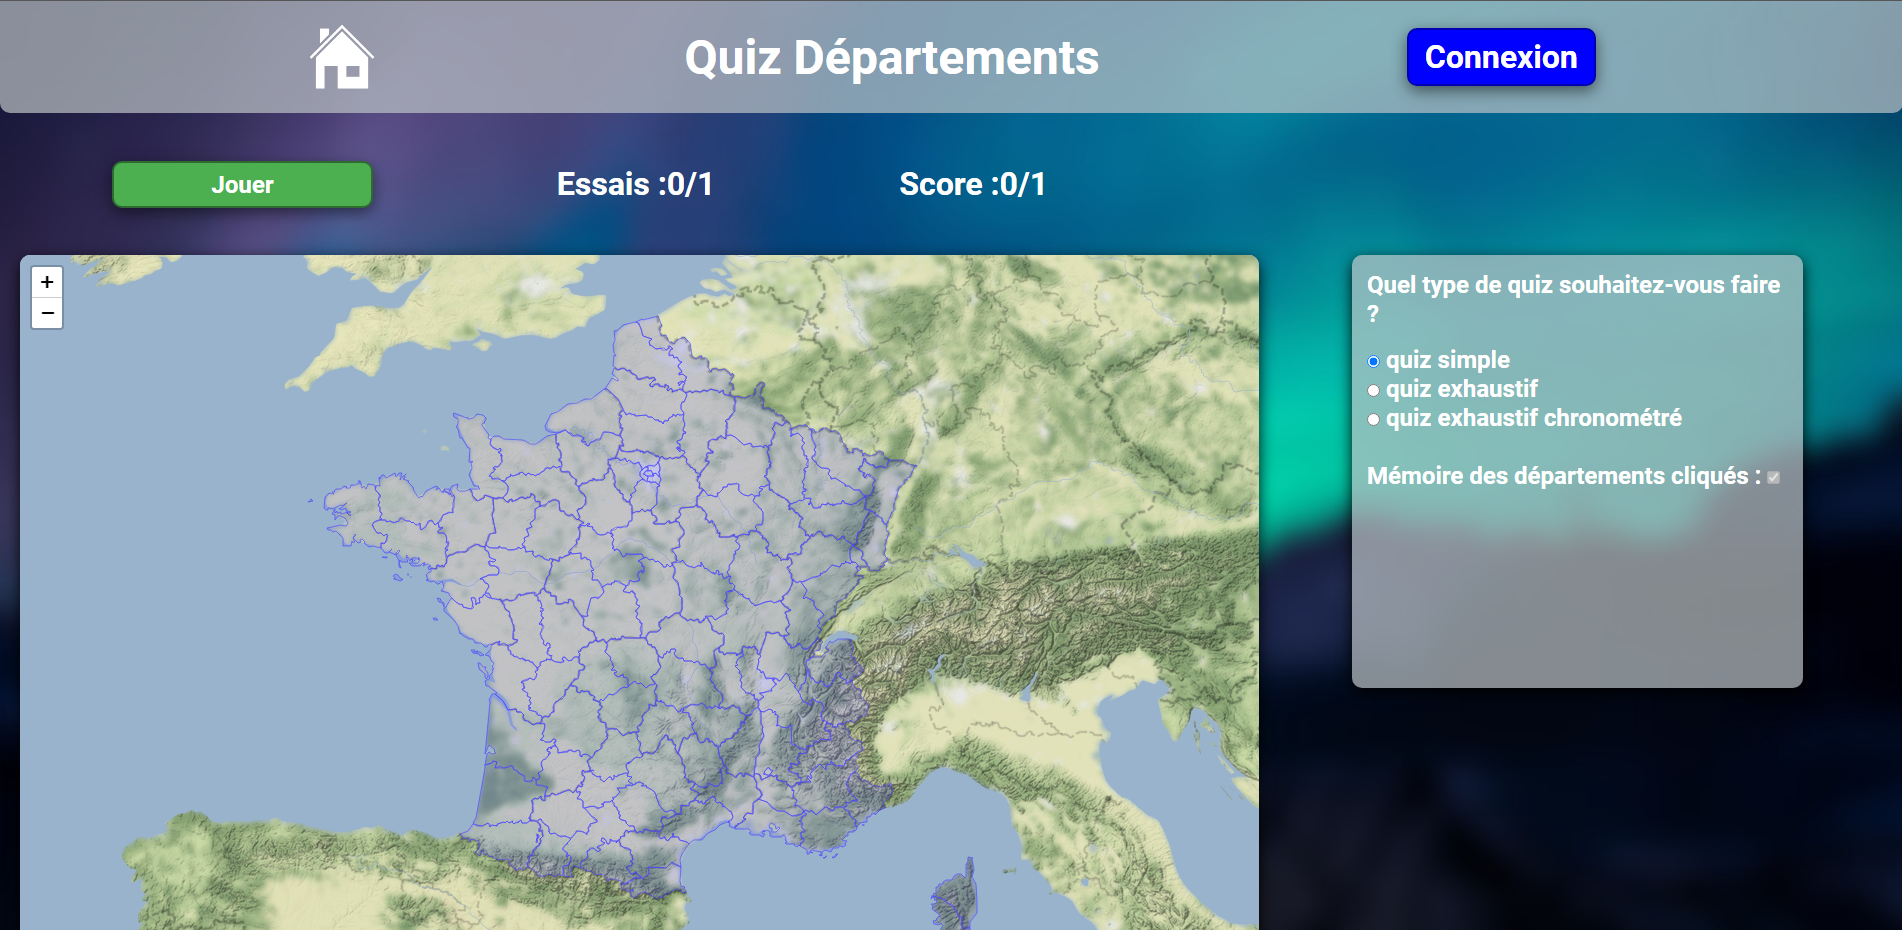 Quiz Départements
Connexion
Jouer
Essais :0/1
Score :0/1
+
−
Quel type de quiz souhaitez-vous faire
?
quiz simple
quiz exhaustif
quiz exhaustif chronométré
Mémoire des départements cliqués :